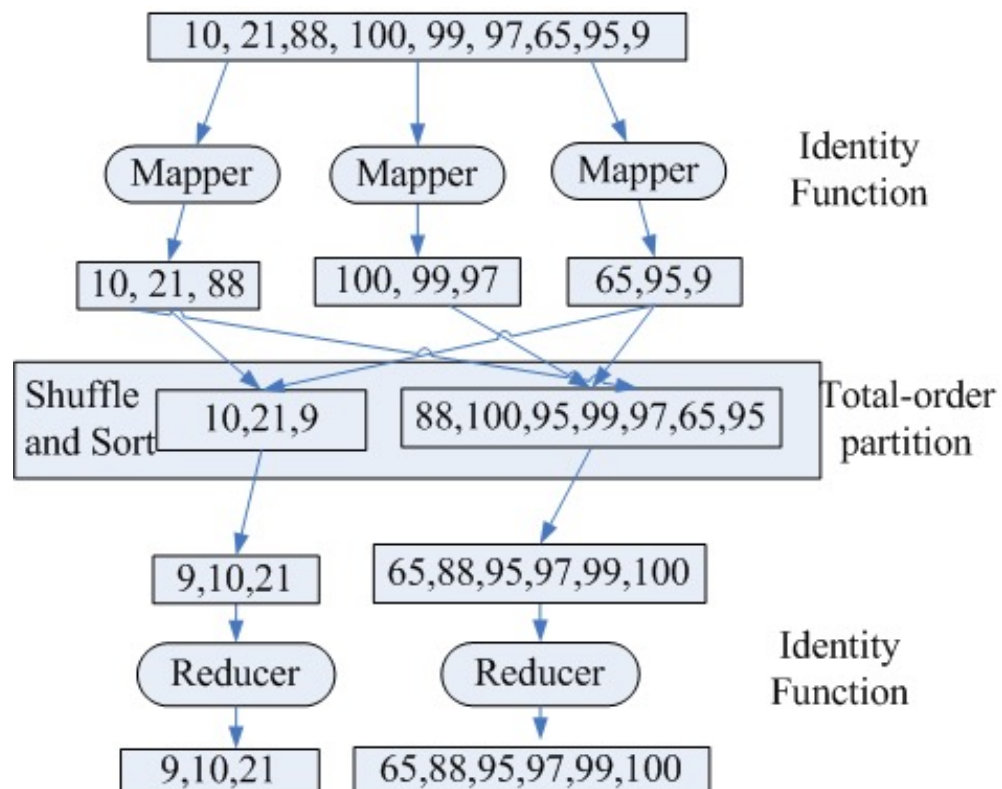 10, 21,88, 100, 99, 97,65,95,9
Mapper
Mapper
Mapper
Identity
Function
10, 21, 88
100, 99,97
65,95,9
Shuffle
and Sort
10,21,9
88,100,95,99,97,65,95
Total-order
partition
9,10,21
65,88,95,97,99,100
Reducer
Reducer
Identity
Function
9,10,21
65,88,95,97,99,100